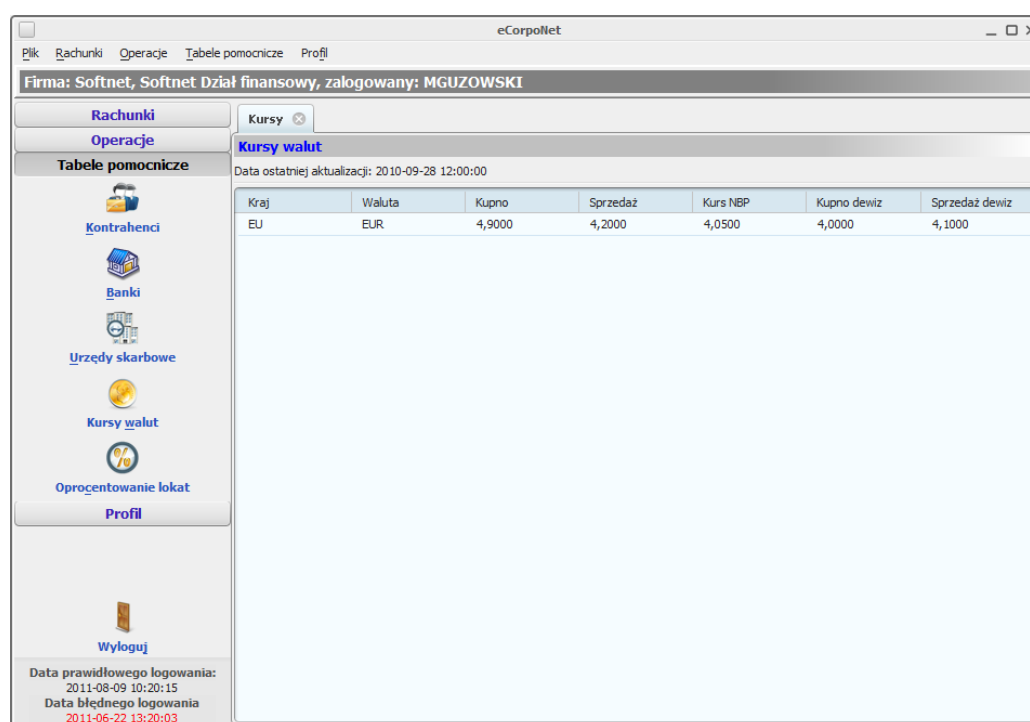 eCorpoNet
Plik Rachunki Operacje Tabele pomocnicze Profil
Firma: Softnet, Softnet Dział finansowy, zalogowany: MGUZOWSKI
Rachunki
Operacje
Tabele pomocnicze
Kontrahenci
Banki
Urzędy skarbowe
Kursy walut
Oprocentowanie lokat
Profil
Wyloguj
Data prawidłowego logowania:
2011-08-09 10:20:15
Data błędnego logowania
2011-06-22 13:20:03
Kursy
Kursy walut
Data ostatniej aktualizacji: 2010-09-28 12:00:00
Kraj Waluta Kupno Sprzedaż Kurs NBP Kupno dewiz Sprzedaż dewiz
EU EUR 4,9000 4,2000 4,0500 4,0000 4,1000